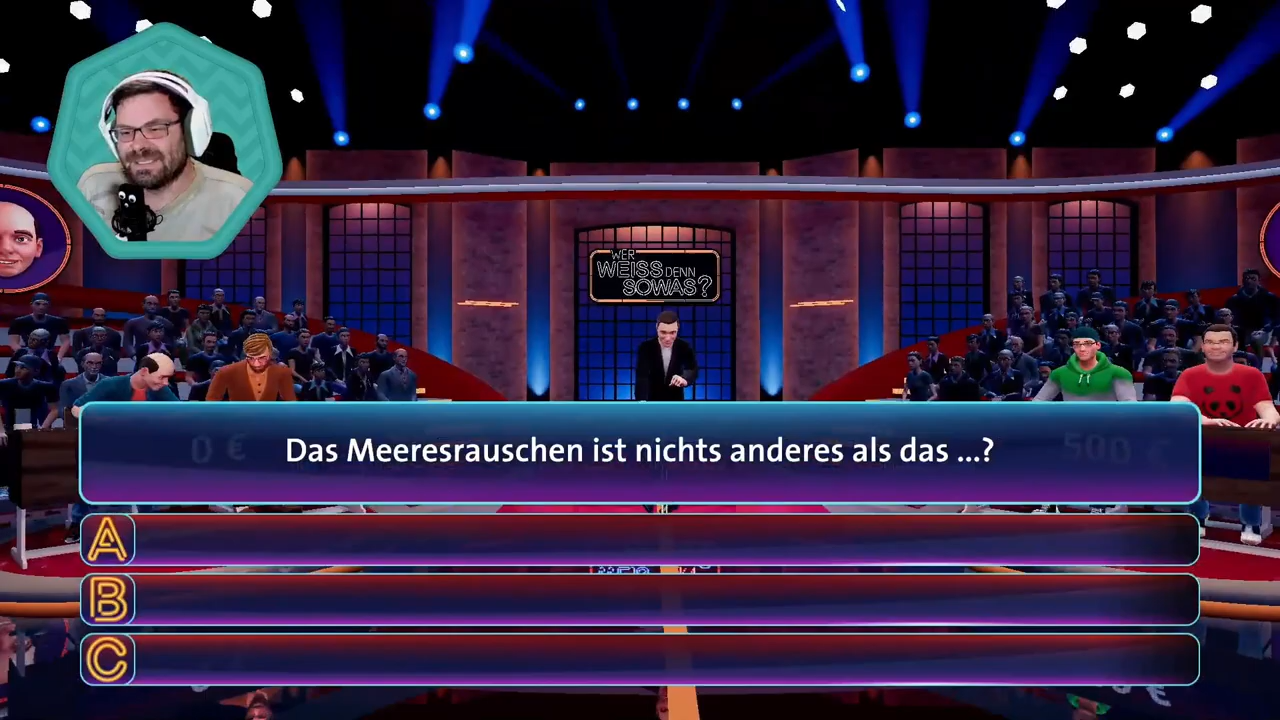 WER
WEISS DENN
SOWAS?
0 €
500 €
Das Meeresrauschen ist nichts anderes als das ...?
A
B
C